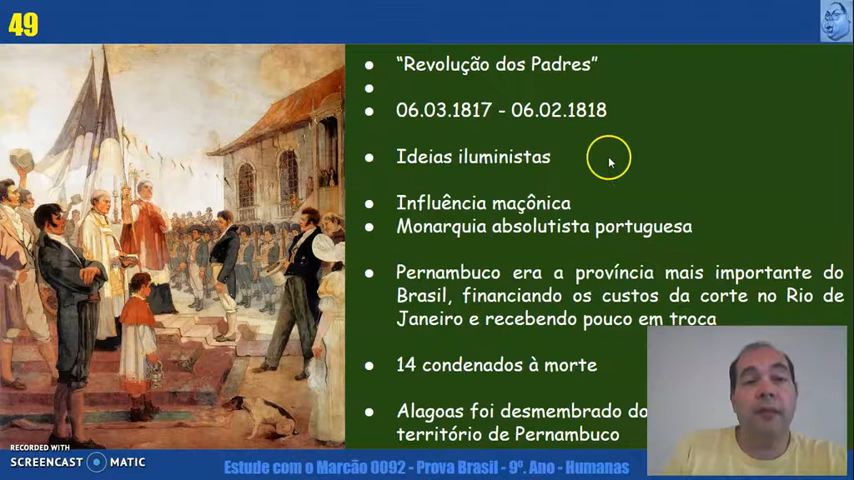 49
“Revolução dos Padres”
06.03.1817 - 06.02.1818
Ideias iluministas
Influência maçônica
Monarquia absolutista portuguesa
Pernambuco era a província mais importante do
Brasil, financiando os custos da corte no Rio de
Janeiro e recebendo pouco em troca
14 condenados à morte
Alagoas foi desmembrado do
território de Pernambuco
RECORDED WITH
SCREENCAST MATIC
Estude com o Marcão 0092 - Prova Brasil - 9º. Ano - Humanas